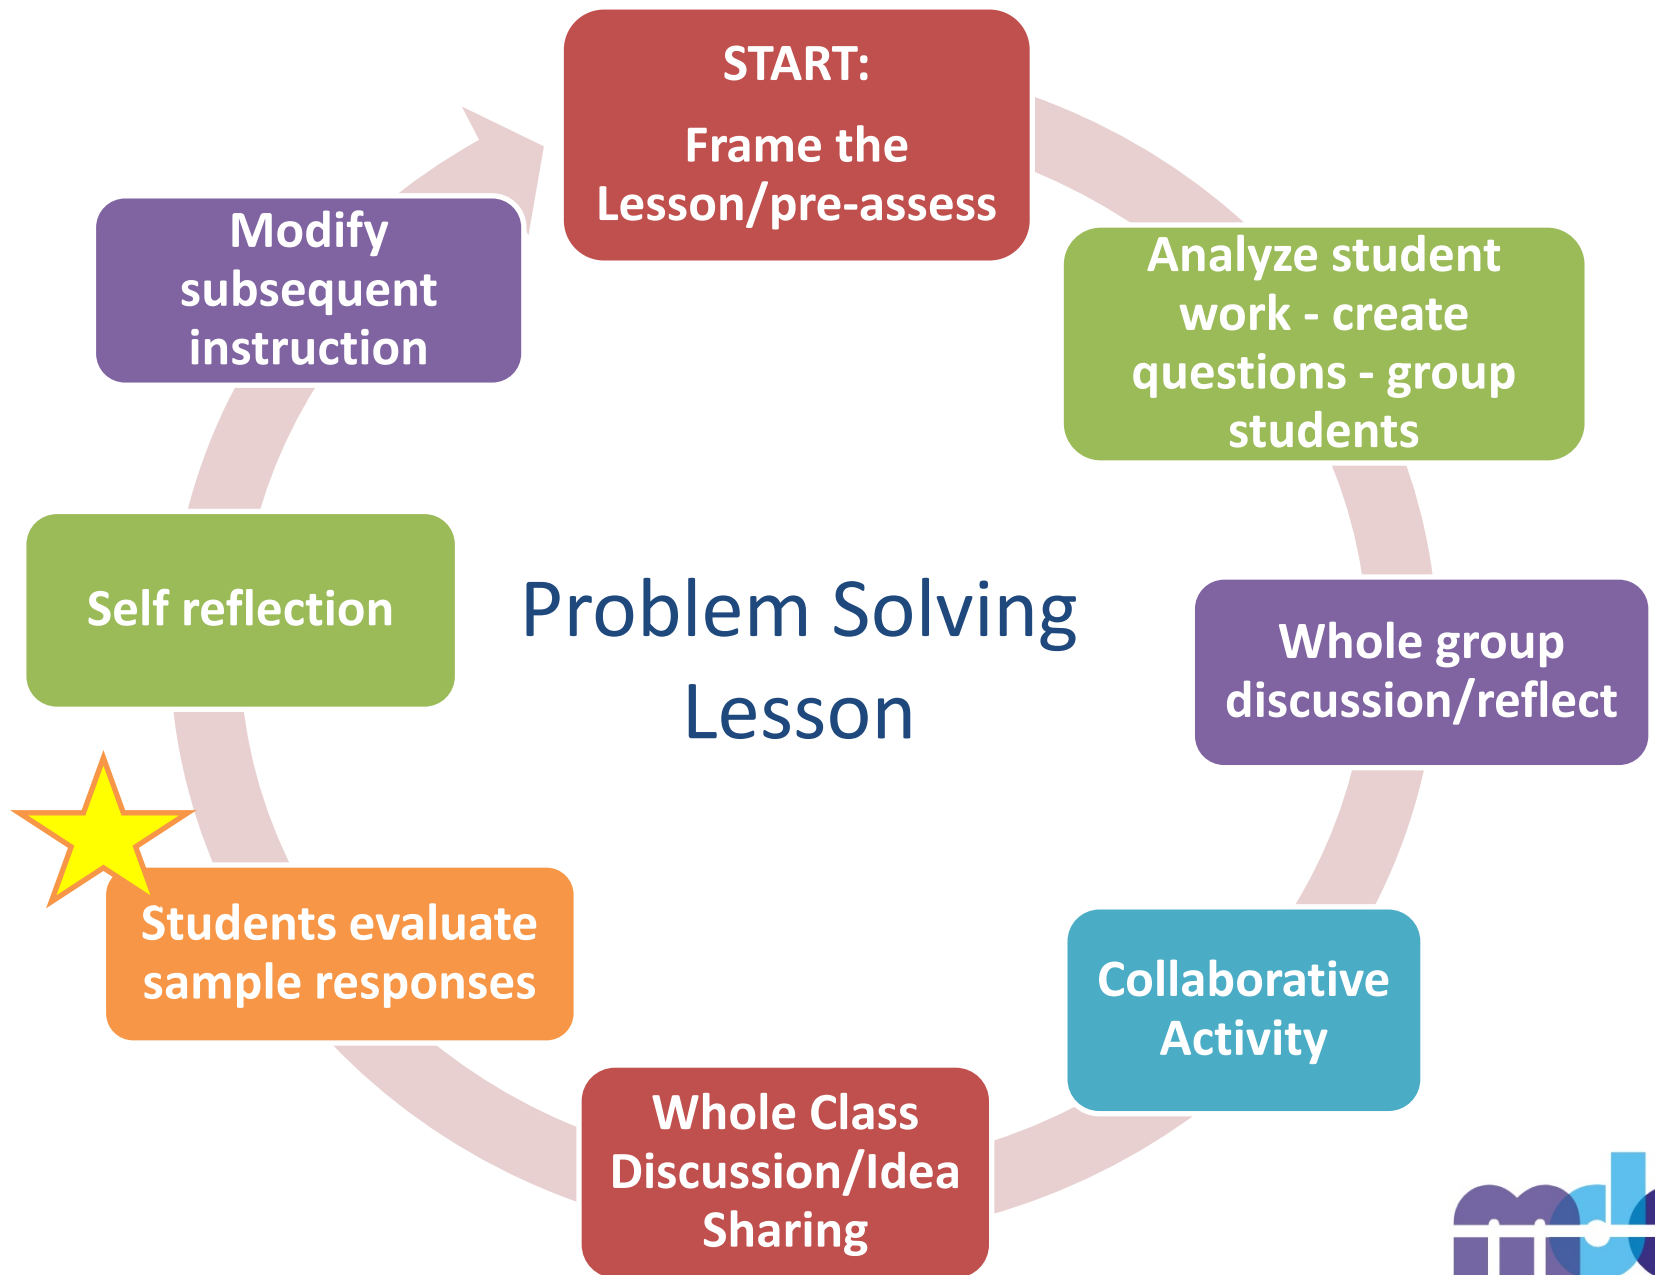 START:
Frame the
Lesson/pre-assess
Analyze student
work - create
questions - group
students
Whole group
discussion/reflect
Collaborative
Activity
Whole Class
Discussion/Idea
Sharing
Students evaluate
sample responses
Self reflection
Modify
subsequent
instruction
Problem Solving
Lesson